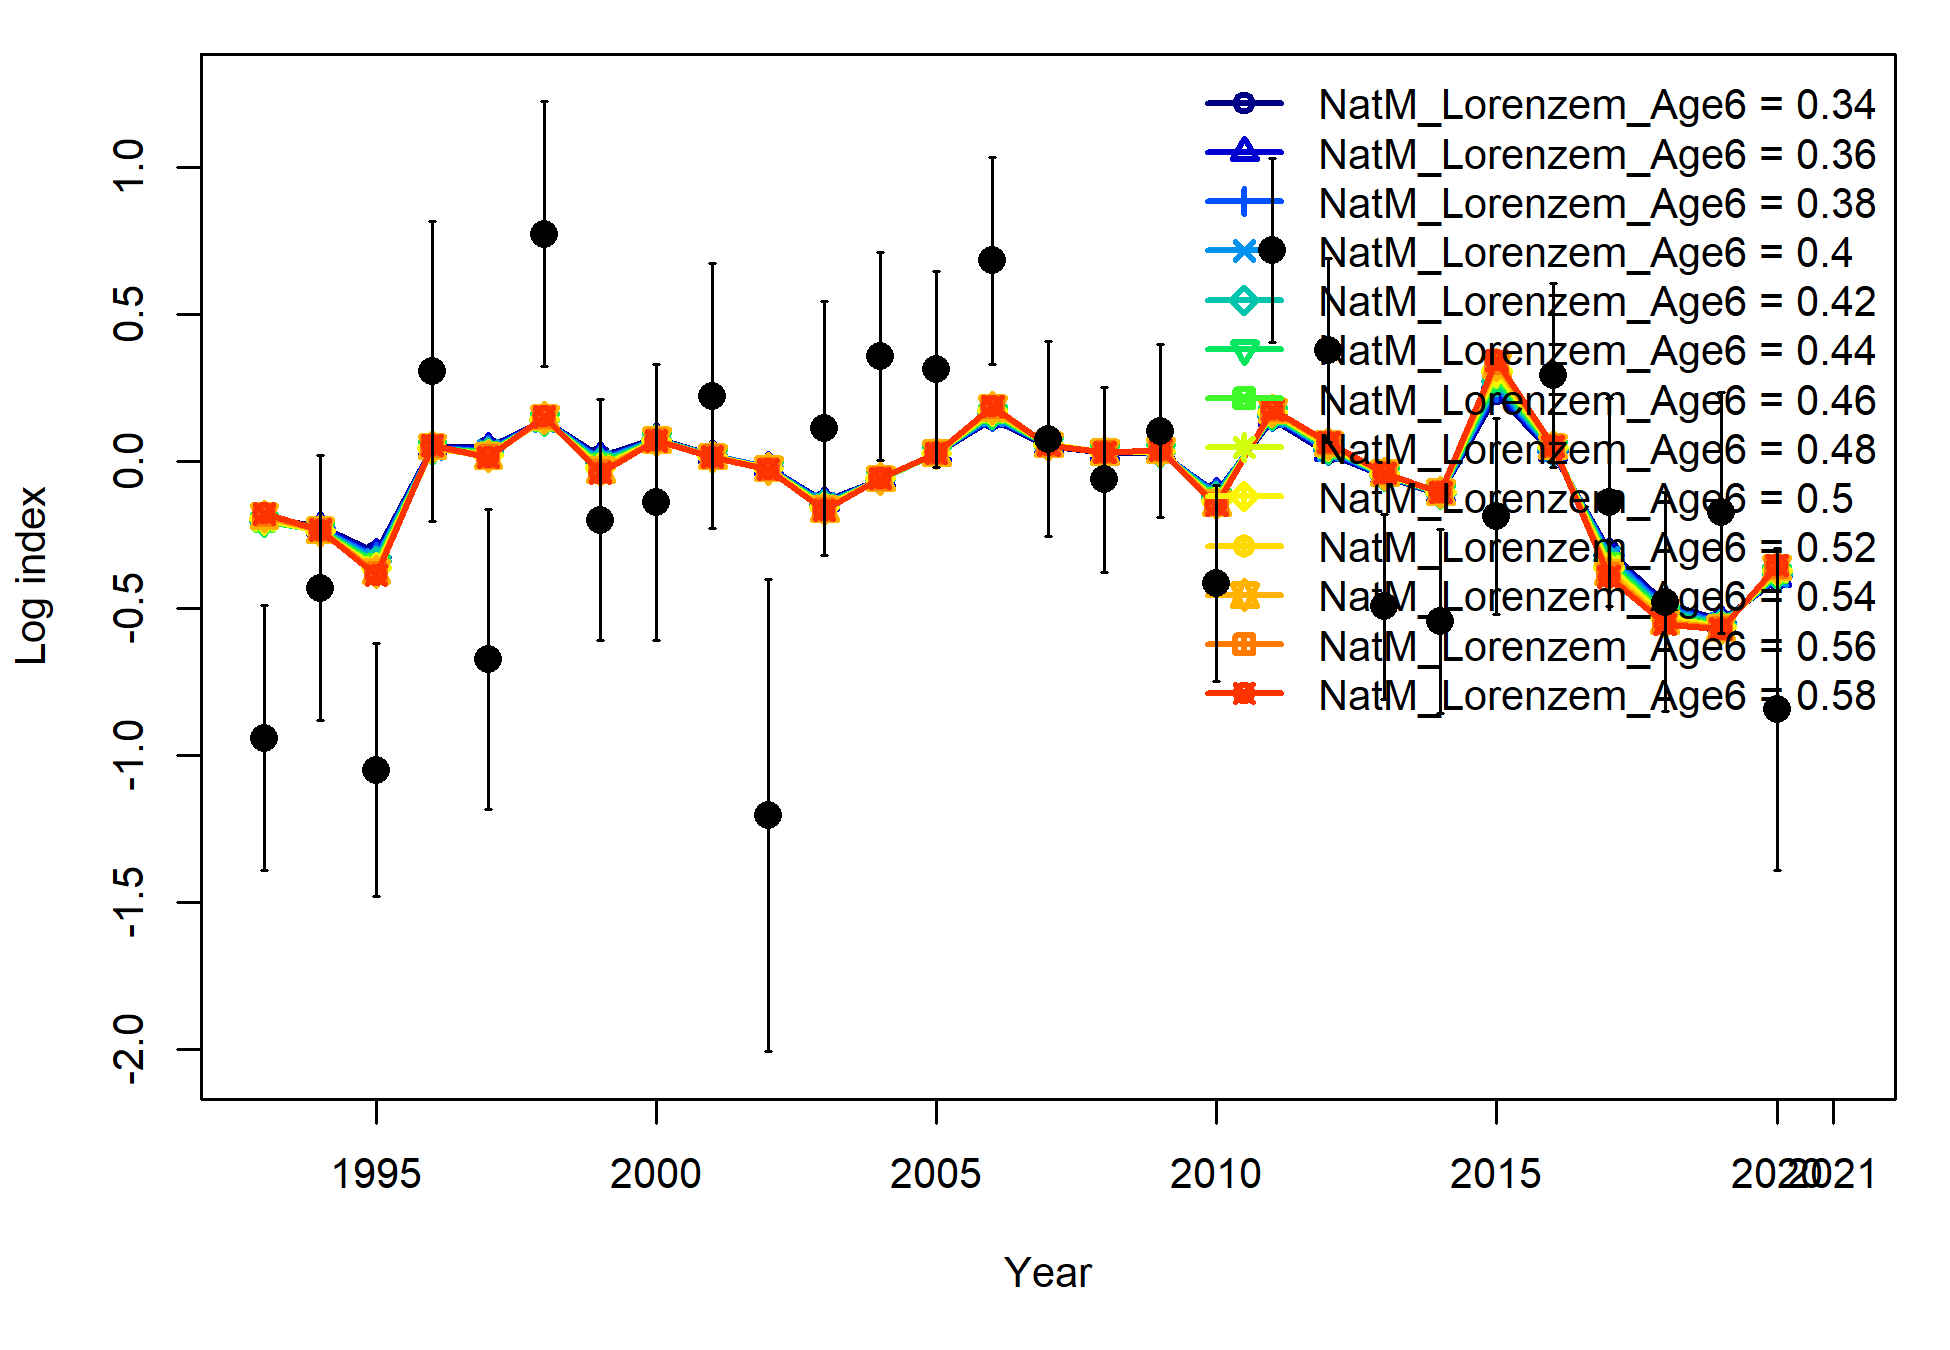 NatM_Lorenzem_Age6 = 0.34
NatM_Lorenzem_Age6 = 0.36
NatM_Lorenzem_Age6 = 0.38
NatM_Lorenzem_Age6 = 0.4
NatM_Lorenzem_Age6 = 0.42
NatM_Lorenzem_Age6 = 0.44
NatM_Lorenzem_Age6 = 0.46
NatM_Lorenzem_Age6 = 0.48
NatM_Lorenzem_Age6 = 0.5
NatM_Lorenzem_Age6 = 0.52
NatM_Lorenzem_Age6 = 0.54
NatM_Lorenzem_Age6 = 0.56
NatM_Lorenzem_Age6 = 0.58
Log index
1.0
0.5
0.0
-0.5
-1.0
-1.5
-2.0
1995 2000 2005 2010 2015 2020 2021
Year